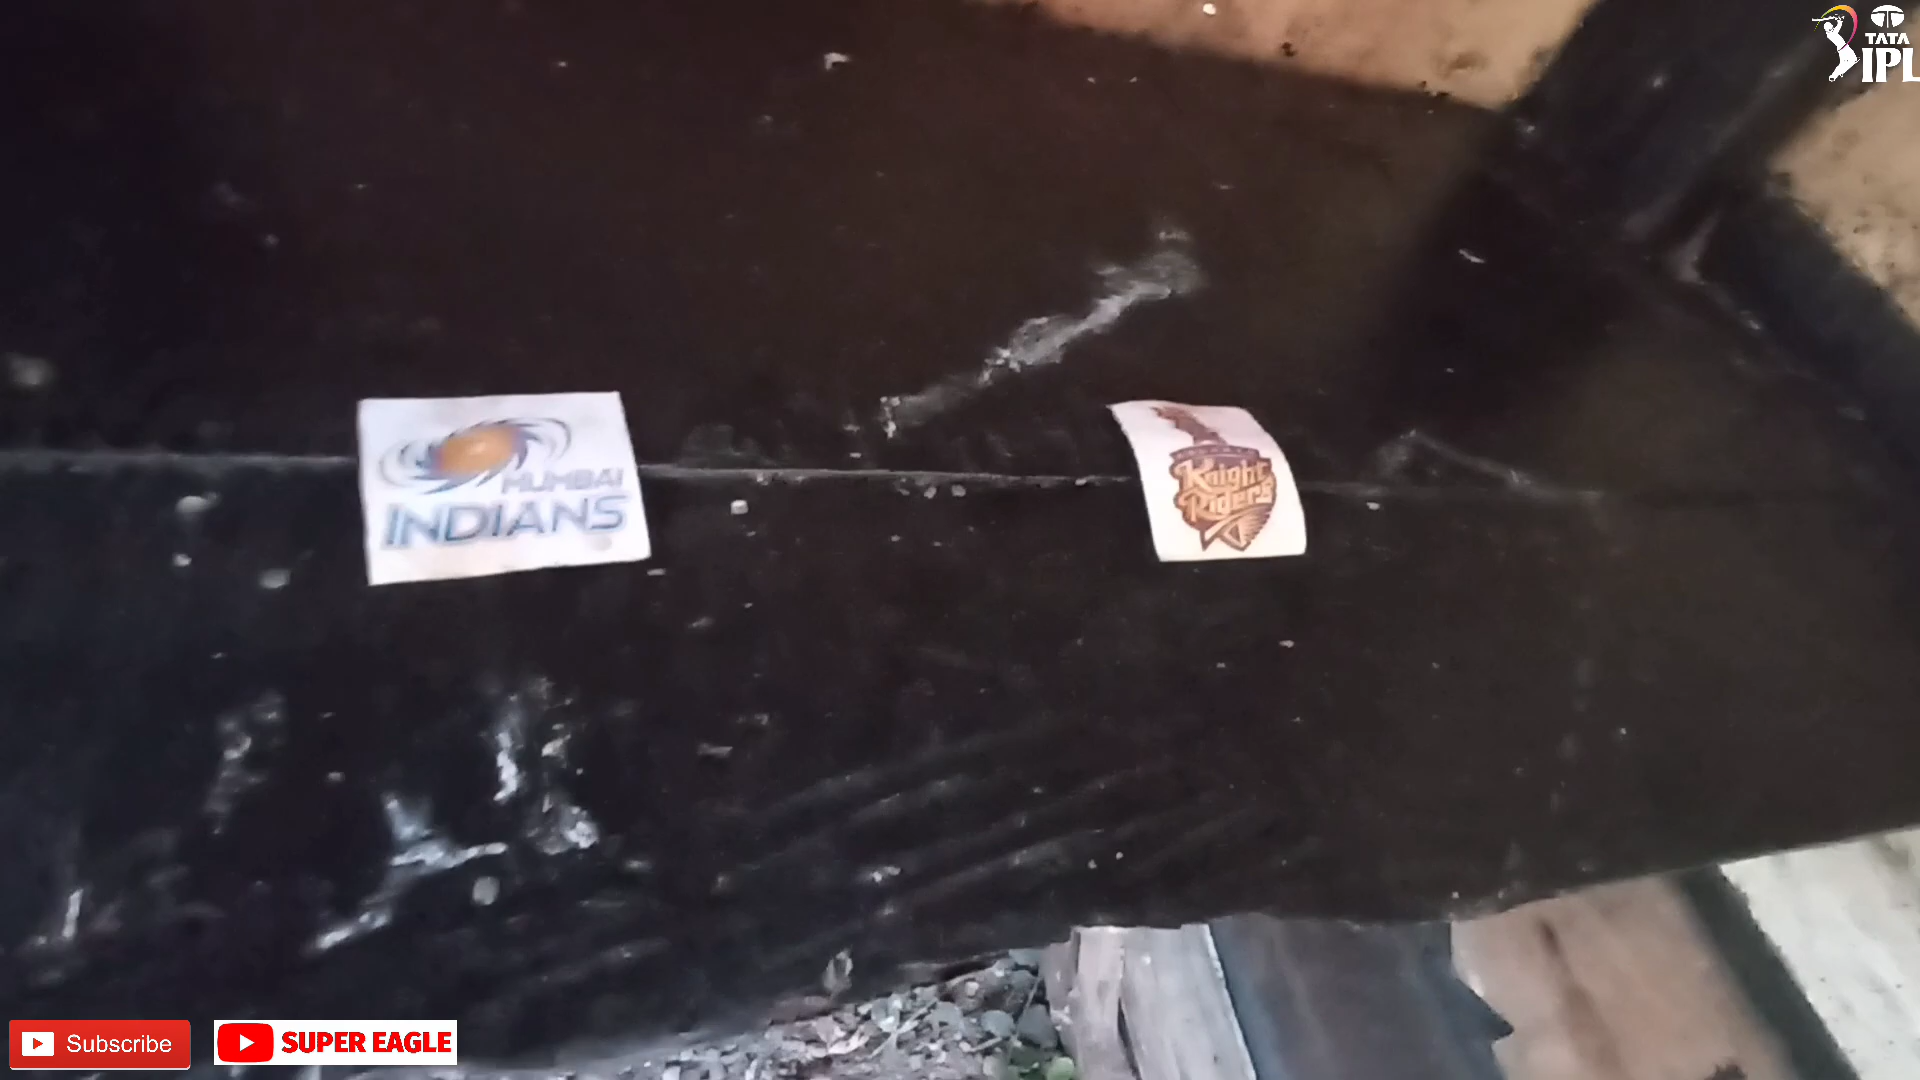 TATA
IPL
MUMBAI
INDIANS
Knight
Riders
Subscribe
SUPER EAGLE